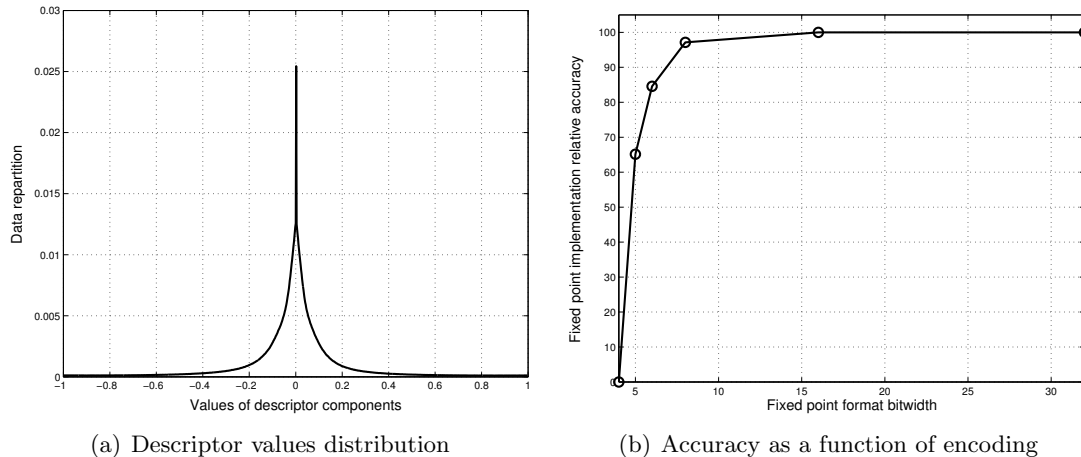 0.03
0.025
0.02
0.015
0.01
0.005
0
Data repartition
−1 −0.8 −0.6 −0.4 −0.2 0 0.2 0.4 0.6 0.8 1
Values of descriptor components
(a) Descriptor values distribution
100
90
80
70
60
50
40
30
20
10
0
Fixed point implementation relative accuracy
5 10 15 20 25 30
Fixed point format bitwidth
(b) Accuracy as a function of encoding